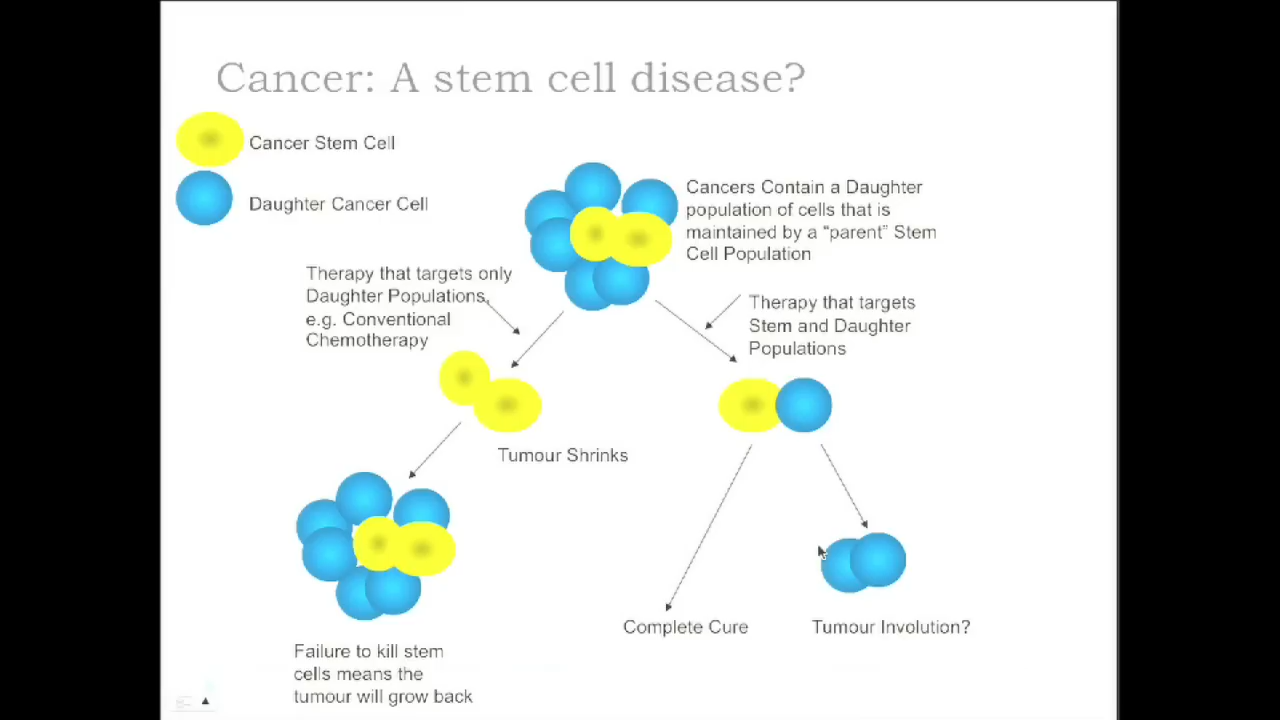 Cancer: A stem cell disease?
Cancer Stem Cell
Daughter Cancer Cell
Cancers Contain a Daughter
population of cells that is
maintained by a “parent” Stem
Cell Population
Therapy that targets only
Daughter Populations,
e.g. Conventional
Chemotherapy
Therapy that targets
Stem and Daughter
Populations
Tumour Shrinks
Complete Cure
Tumour Involution?
Failure to kill stem
cells means the
tumour will grow back